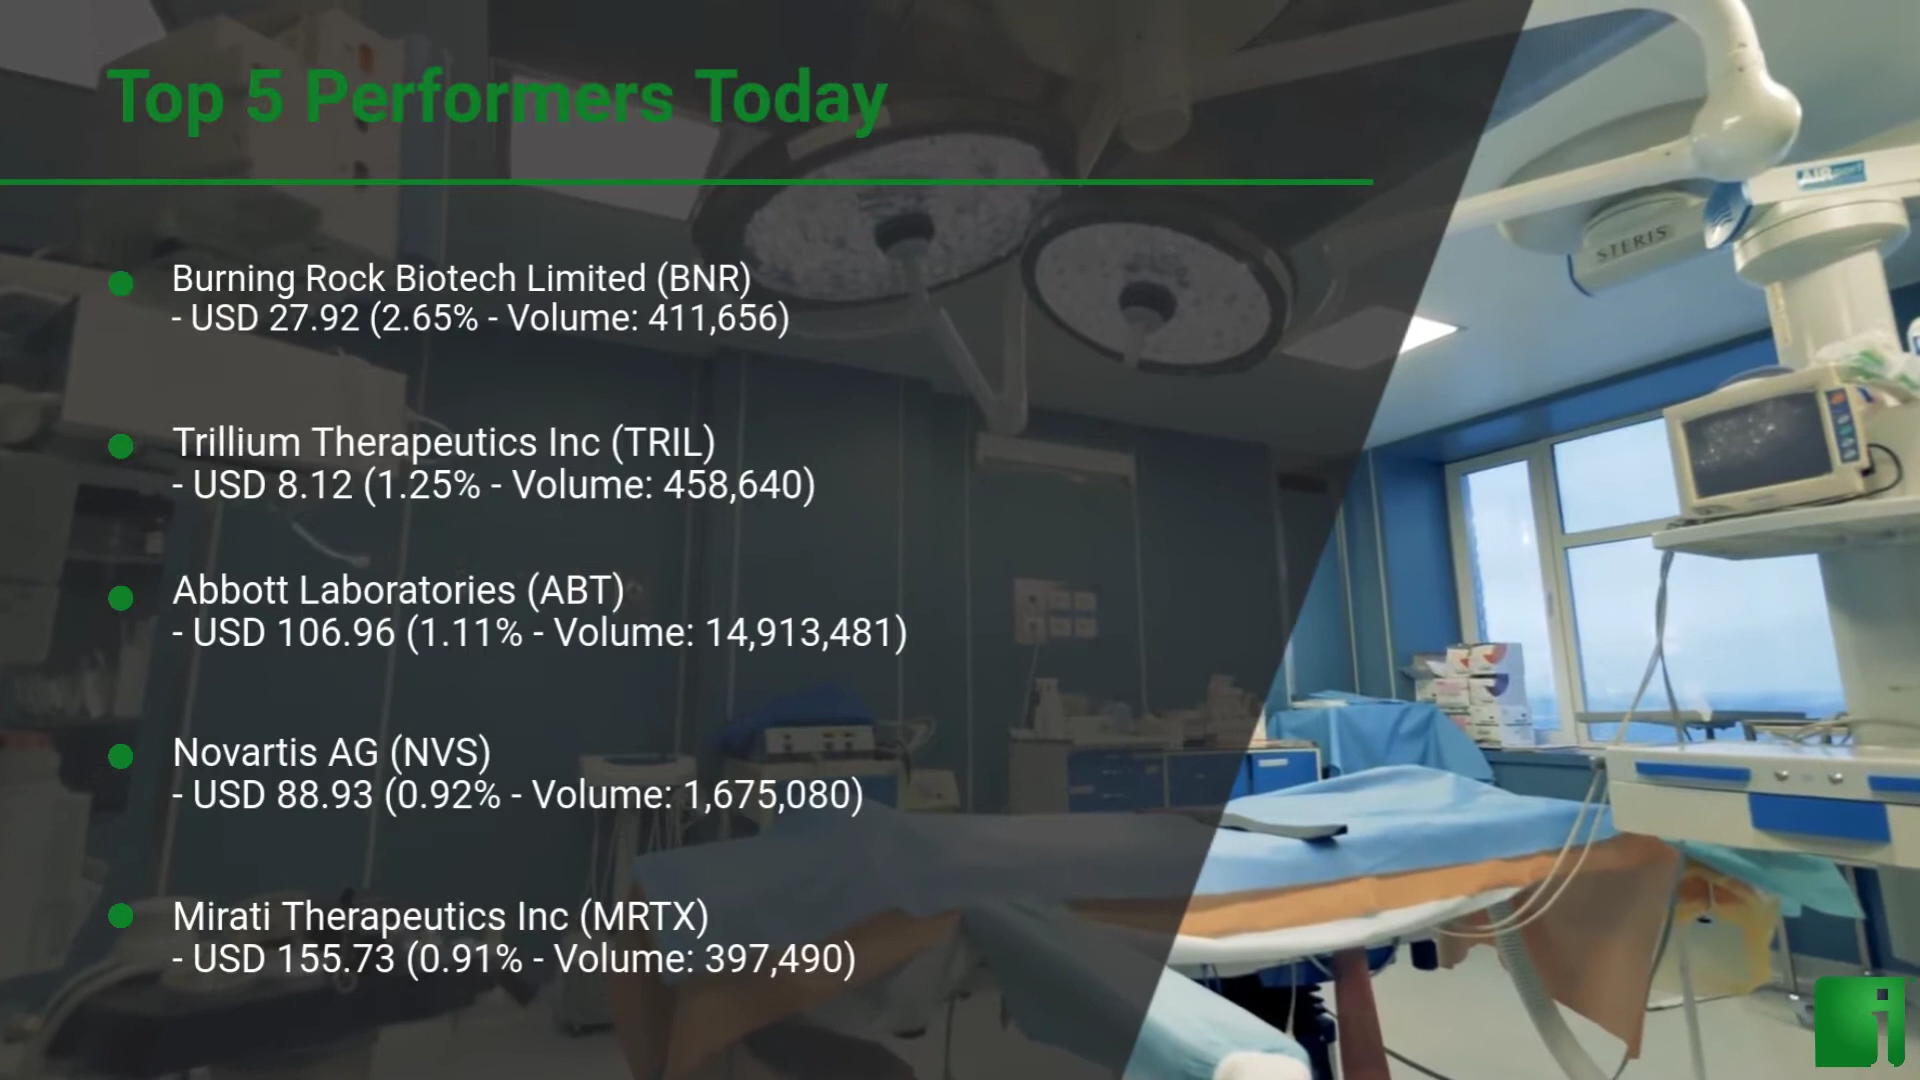 Top 5 Performers Today
Burning Rock Biotech Limited (BNR)
- USD 27.92 (2.65% - Volume: 411,656)
Trillium Therapeutics Inc (TRIL)
- USD 8.12 (1.25% - Volume: 458,640)
Abbott Laboratories (ABT)
- USD 106.96 (1.11% - Volume: 14,913,481)
Novartis AG (NVS)
- USD 88.93 (0.92% - Volume: 1,675,080)
Mirati Therapeutics Inc (MRTX)
- USD 155.73 (0.91% - Volume: 397,490)
STERIS